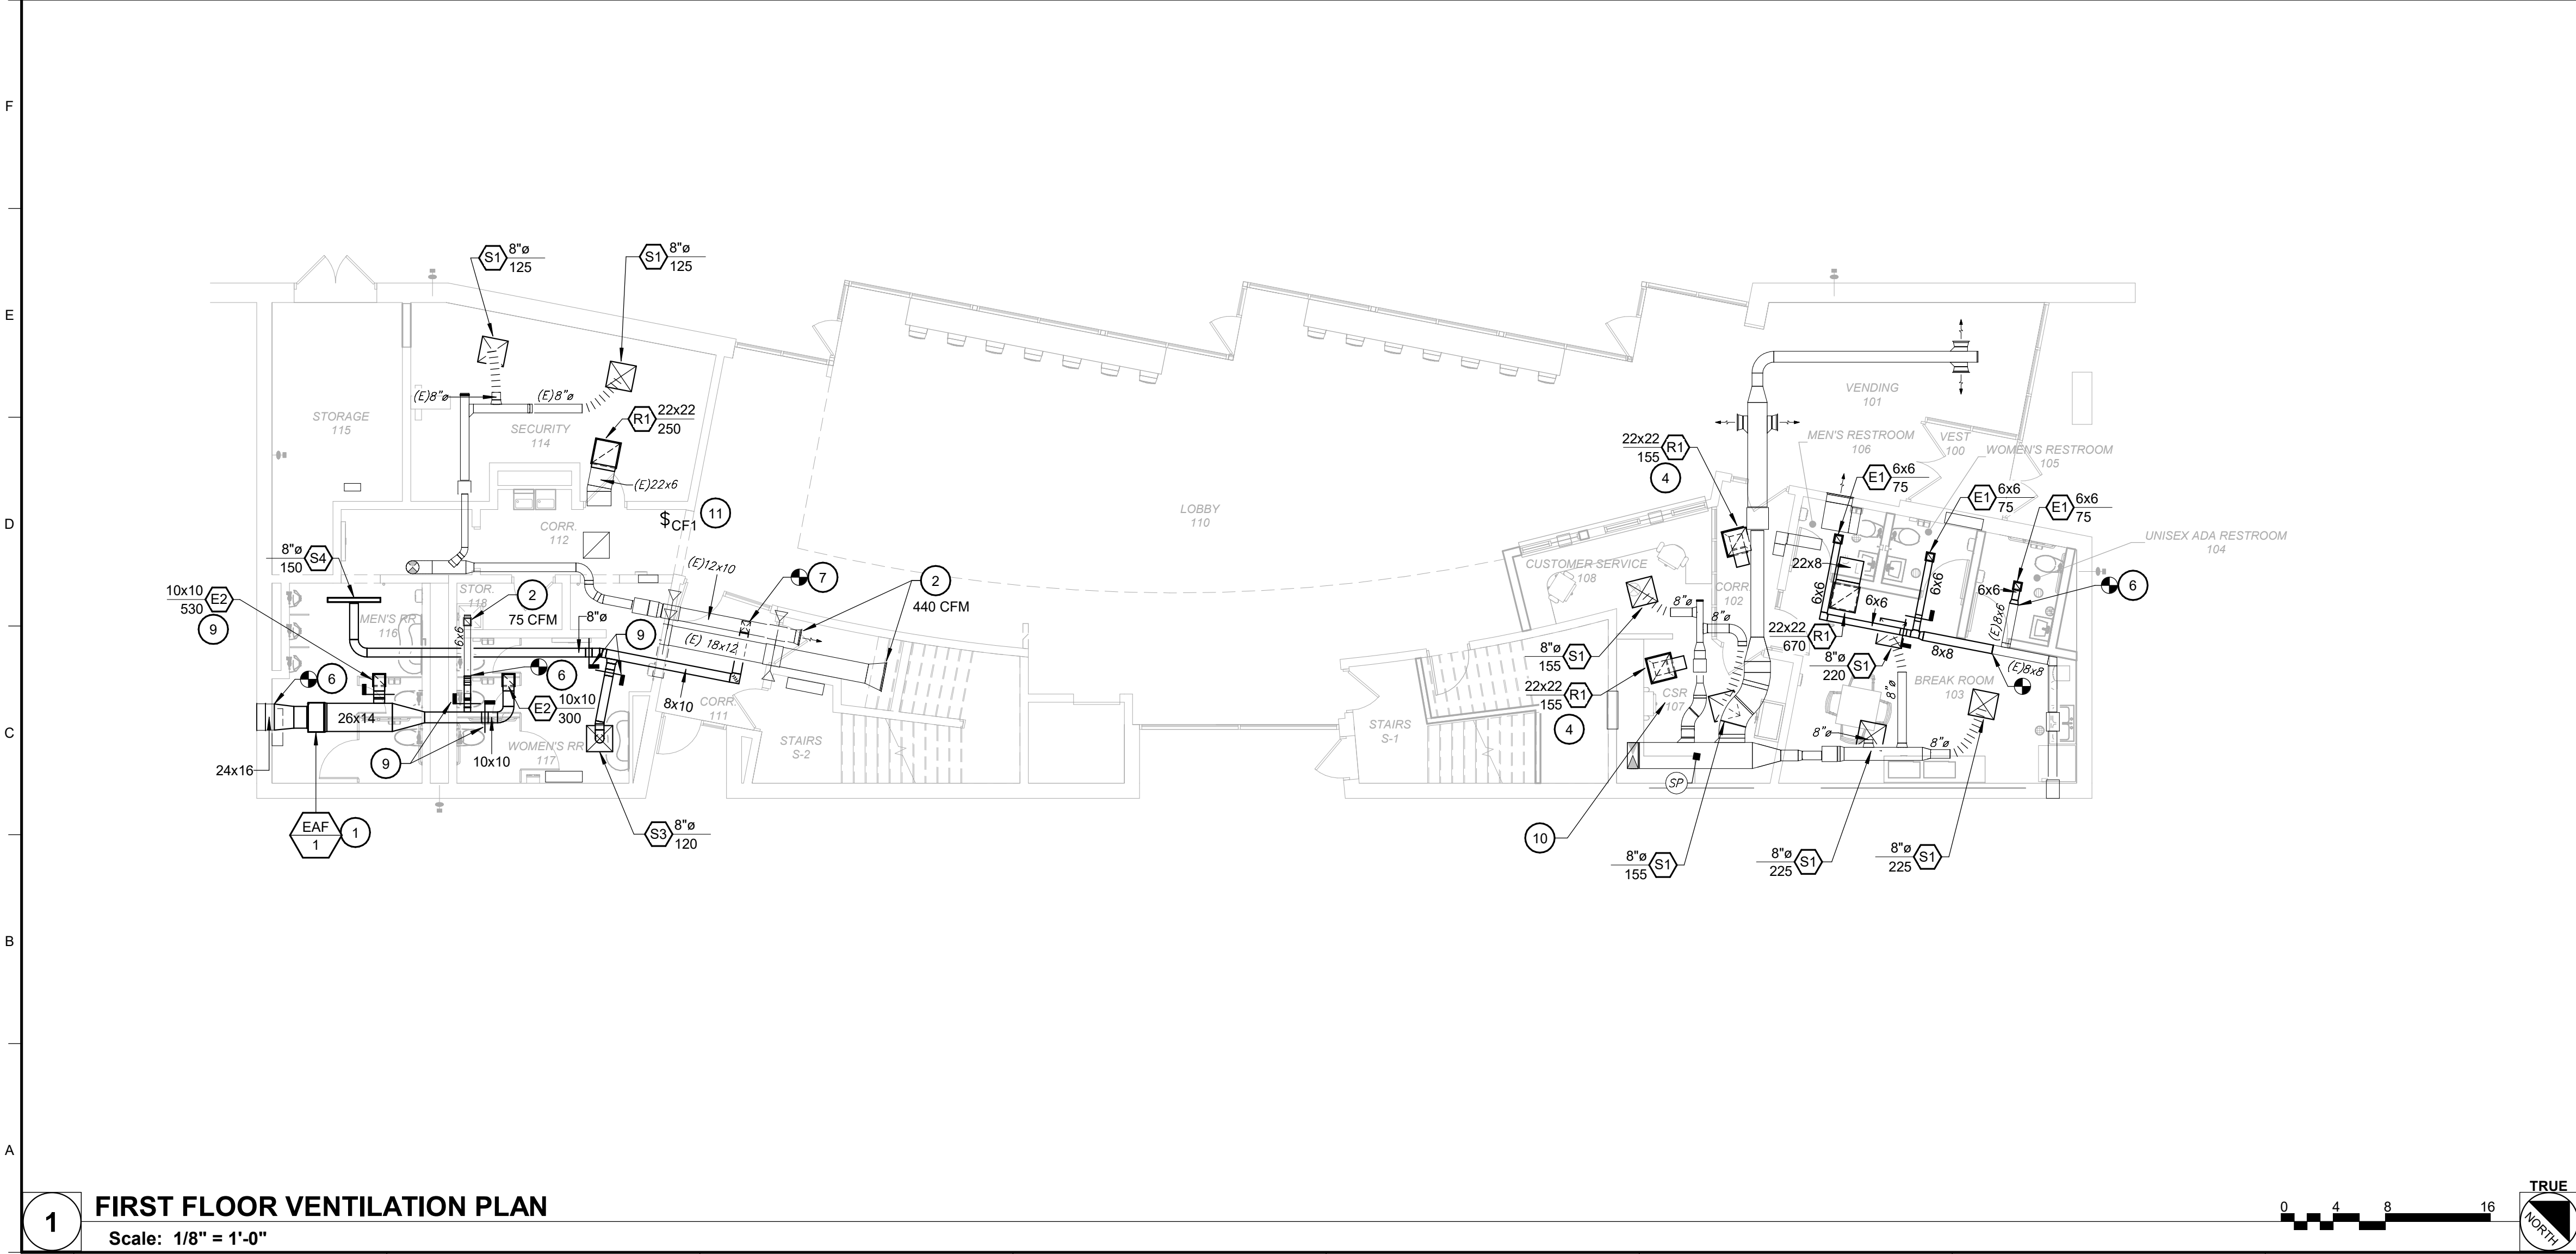 F
E
D
C
B
A
S1 8"ø
125
S1 8"ø
125
(E)8"ø
(E)8"ø
R1 22x22
250
(E)22x6
STORAGE
115
SECURITY
114
$CF1
11
CORR.
112
8"ø
150 S4
10x10
530 E2
9
STOR.
118
2
75 CFM
MEN'S RR
116
6x6
8"ø
9
(E)12x10
7
2
440 CFM
(E) 18x12
6
6
E2 10x10
300
8x10
CORR.
111
26x14
WOMEN'S RR
117
9
10x10
24x16
STAIRS
S-2
EAF
1
1
S3 8"ø
120
LOBBY
110
VENDING
101
22x22
155 R1
4
MEN'S RESTROOM
106
VEST
100
WOMEN'S RESTROOM
105
E1 6x6
75
E1 6x6
75
E1 6x6
75
UNISEX ADA RESTROOM
104
CUSTOMER SERVICE
108
CORR.
102
22x8
6x6
6x6
6x6
6x6
(E)8x6
6
8"ø
8"ø
22x22
670 R1
8x8
(E)8x8
8"ø
155 S1
8"ø
220 S1
22x22
155 R1
4
CSR
107
BREAK ROOM
103
8"ø
8"ø
8"ø
STAIRS
S-1
SP
10
8"ø
155 S1
8"ø
225 S1
8"ø
225 S1
1
FIRST FLOOR VENTILATION PLAN
Scale: 1/8" = 1'-0"
0 4 8 16
TRUE
NORTH